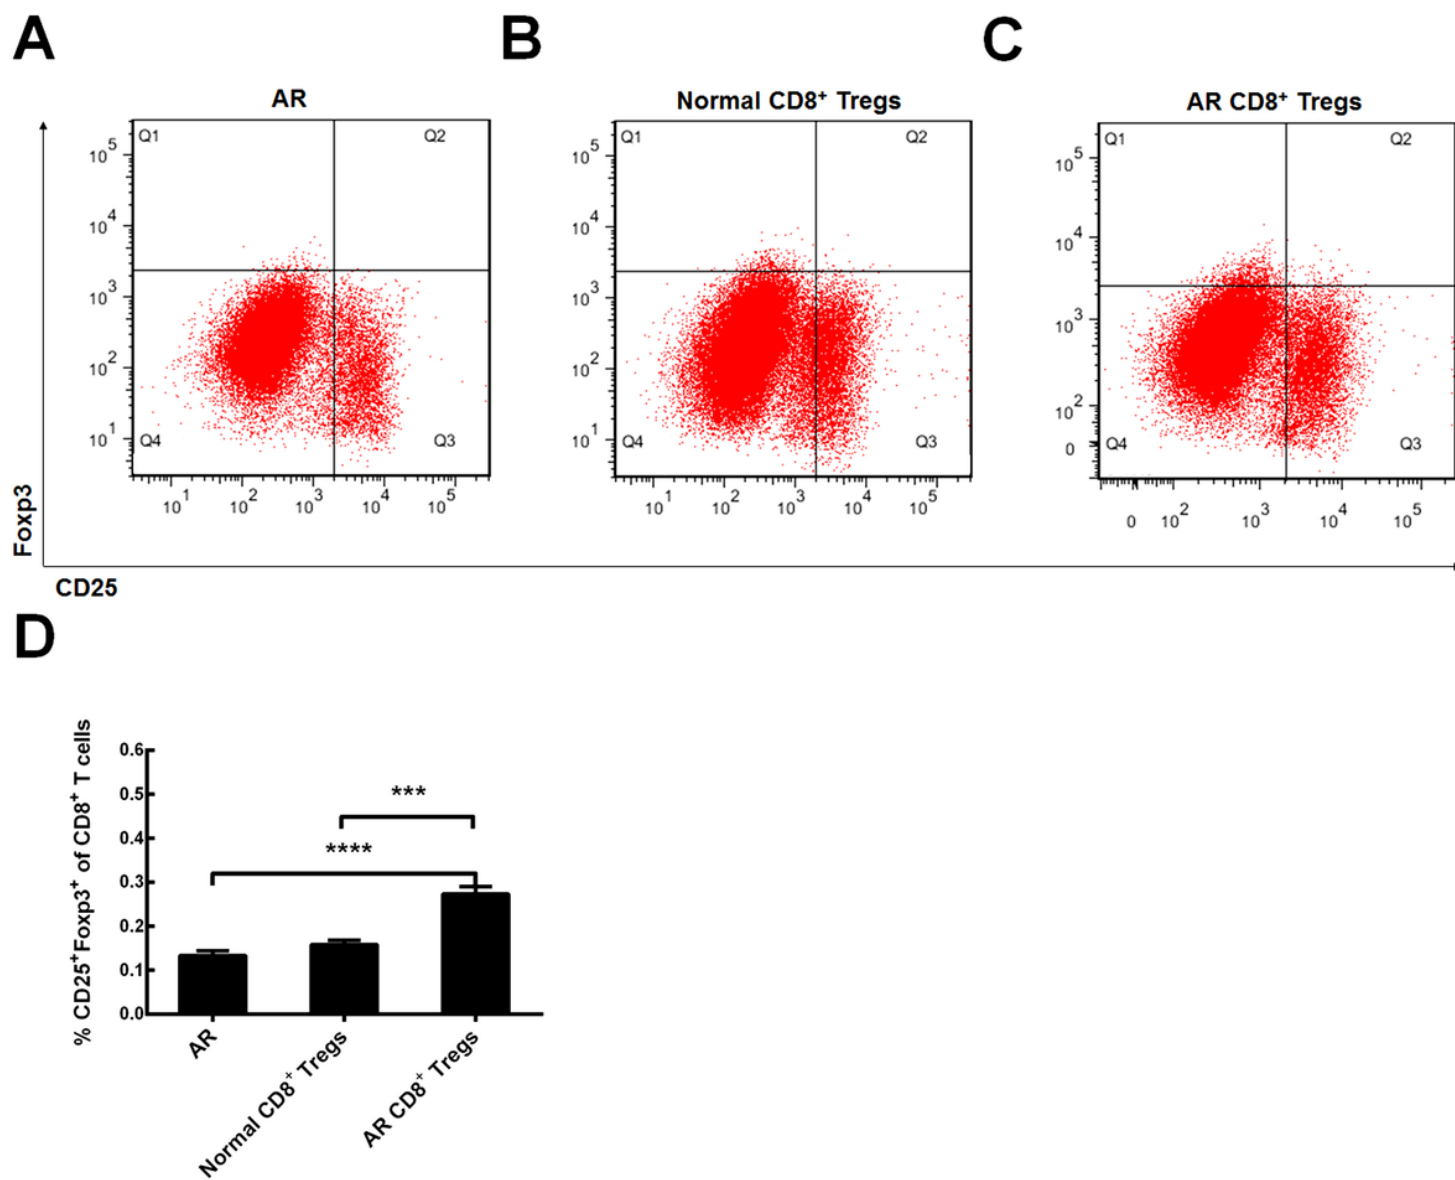 A
B
C
AR
Normal CD8⁺ Tregs
AR CD8⁺ Tregs
Foxp3
Q1
Q2
Q4
Q3
10⁵
10⁴
10³
10²
10¹
10¹ 10² 10³ 10⁴ 10⁵
Q1
Q2
Q4
Q3
10⁵
10⁴
10³
10²
10¹
10¹ 10² 10³ 10⁴ 10⁵
Q1
Q2
Q4
Q3
10⁵
10⁴
10³
10²
0
0 10² 10³ 10⁴ 10⁵
CD25
D
% CD25⁺Foxp3⁺ of CD8⁺ T cells
0.6
0.5
0.4
0.3
0.2
0.1
0.0
***
****
AR
Normal CD8⁺ Tregs
AR CD8⁺ Tregs